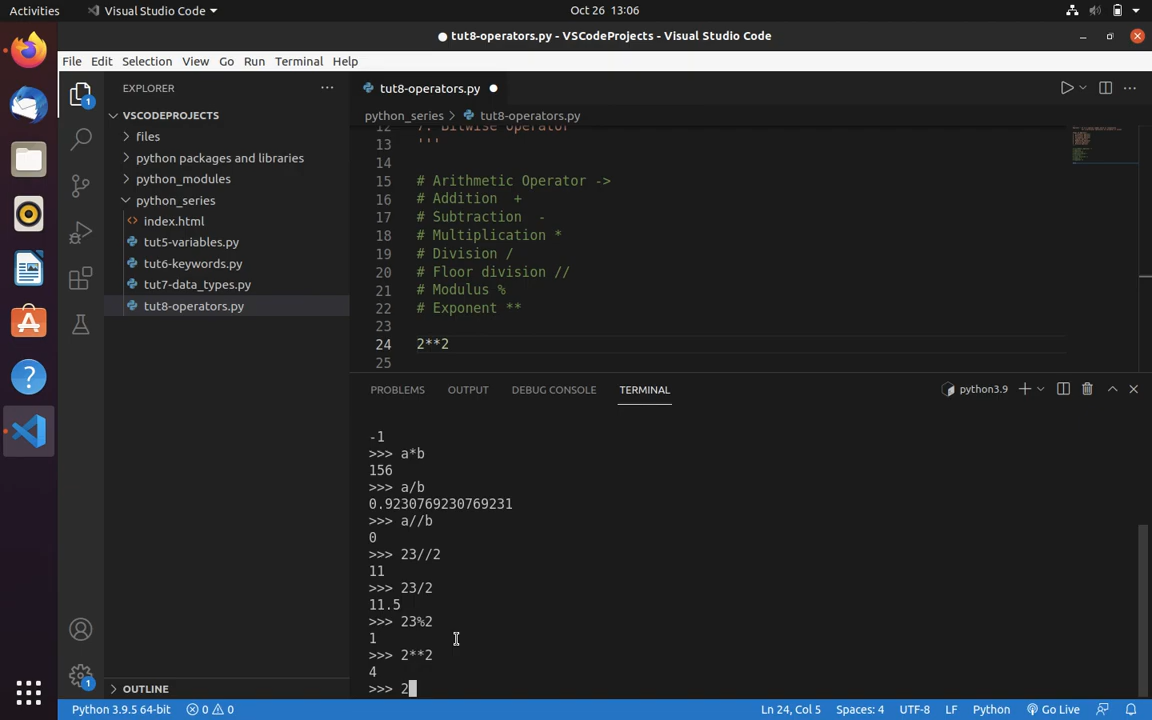 Activities
Visual Studio Code
Oct 26 13:06
tut8-operators.py - VSCodeProjects - Visual Studio Code
File Edit Selection View Go Run Terminal Help
EXPLORER
VSCODEPROJECTS
files
python packages and libraries
python_modules
python_series
index.html
tut5-variables.py
tut6-keywords.py
tut7-data_types.py
tut8-operators.py
OUTLINE
1
1
tut8-operators.py
python_series > tut8-operators.py
12 7. Bitwise Operator
13 '''
14
15 # Arithmetic Operator ->
16 # Addition +
17 # Subtraction -
18 # Multiplication *
19 # Division /
20 # Floor division //
21 # Modulus %
22 # Exponent **
23
24 2**2
25
PROBLEMS OUTPUT DEBUG CONSOLE TERMINAL
python3.9
-1
>>> a*b
156
>>> a/b
0.9230769230769231
>>> a//b
0
>>> 23//2
11
>>> 23/2
11.5
>>> 23%2
1
>>> 2**2
4
>>> 2
Python 3.9.5 64-bit 0 0
Ln 24, Col 5 Spaces: 4 UTF-8 LF Python Go Live